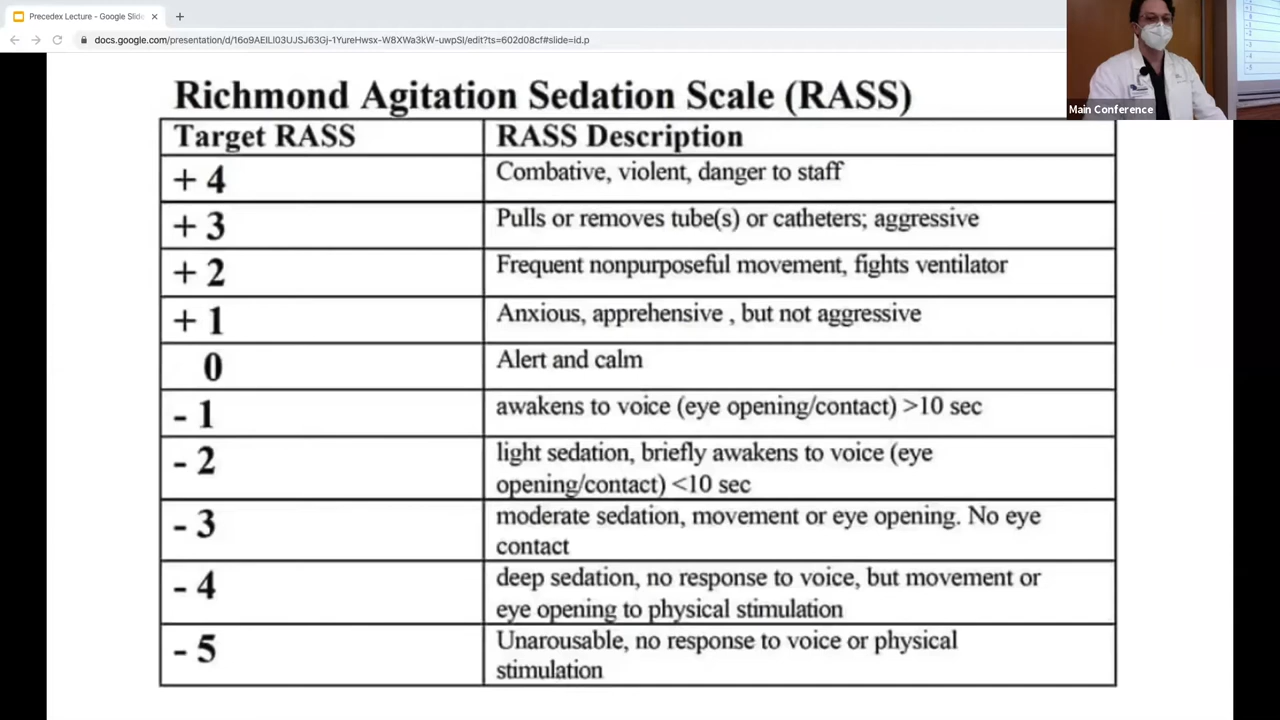 Precedex Lecture - Google Slid
docs.google.com/presentation/d/16o9AEILI03UJSJ63Gj-1YureHwsx-W8XWa3kW-uwpSI/edit?ts=602d08cf#slide=id.p
Main Conference
Richmond Agitation Sedation Scale (RASS)
Target RASS RASS Description
+ 4 Combative, violent, danger to staff
+ 3 Pulls or removes tube(s) or catheters; aggressive
+ 2 Frequent nonpurposeful movement, fights ventilator
+ 1 Anxious, apprehensive , but not aggressive
0 Alert and calm
- 1 awakens to voice (eye opening/contact) >10 sec
- 2 light sedation, briefly awakens to voice (eye
opening/contact) <10 sec
- 3 moderate sedation, movement or eye opening. No eye
contact
- 4 deep sedation, no response to voice, but movement or
eye opening to physical stimulation
- 5 Unarousable, no response to voice or physical
stimulation